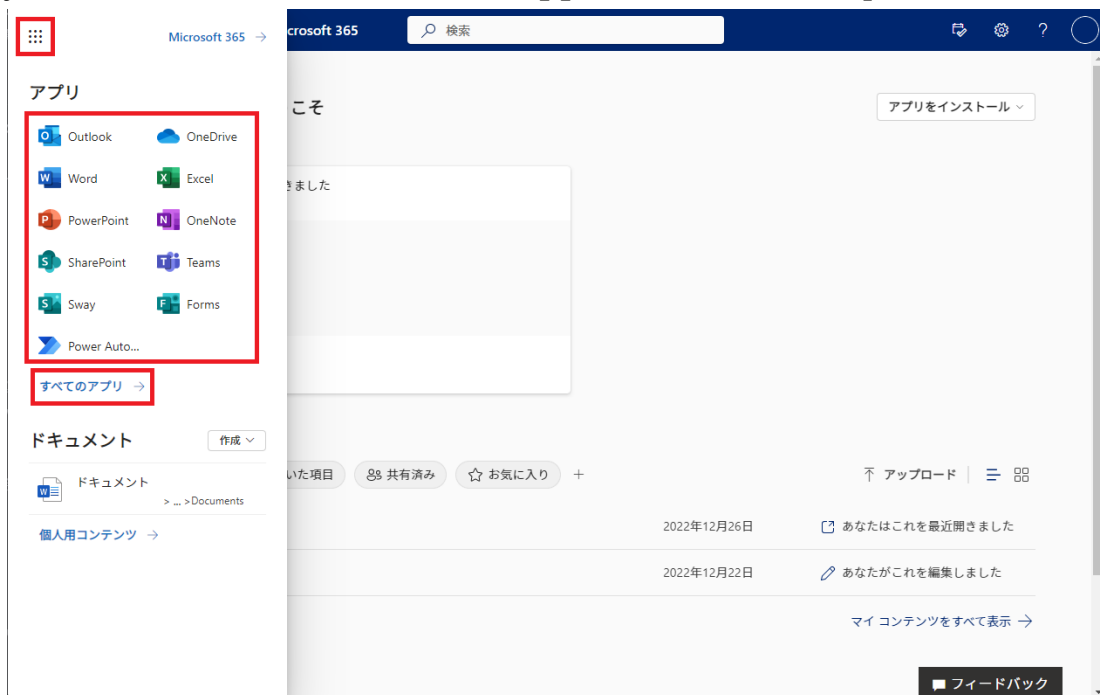 Microsoft 365 →
crosoft 365
検索
?
アプリ
Outlook
OneDrive
Word
Excel
PowerPoint
OneNote
SharePoint
Teams
Sway
Forms
Power Auto...
すべてのアプリ →
ドキュメント
作成
ドキュメント
> ... >Documents
個人用コンテンツ →
こそ
アプリをインストール
きました
いた項目
共有済み
お気に入り
+
アップロード
2022年12月26日
あなたはこれを最近開きました
2022年12月22日
あなたがこれを編集しました
マイ コンテンツをすべて表示 →
フィードバック